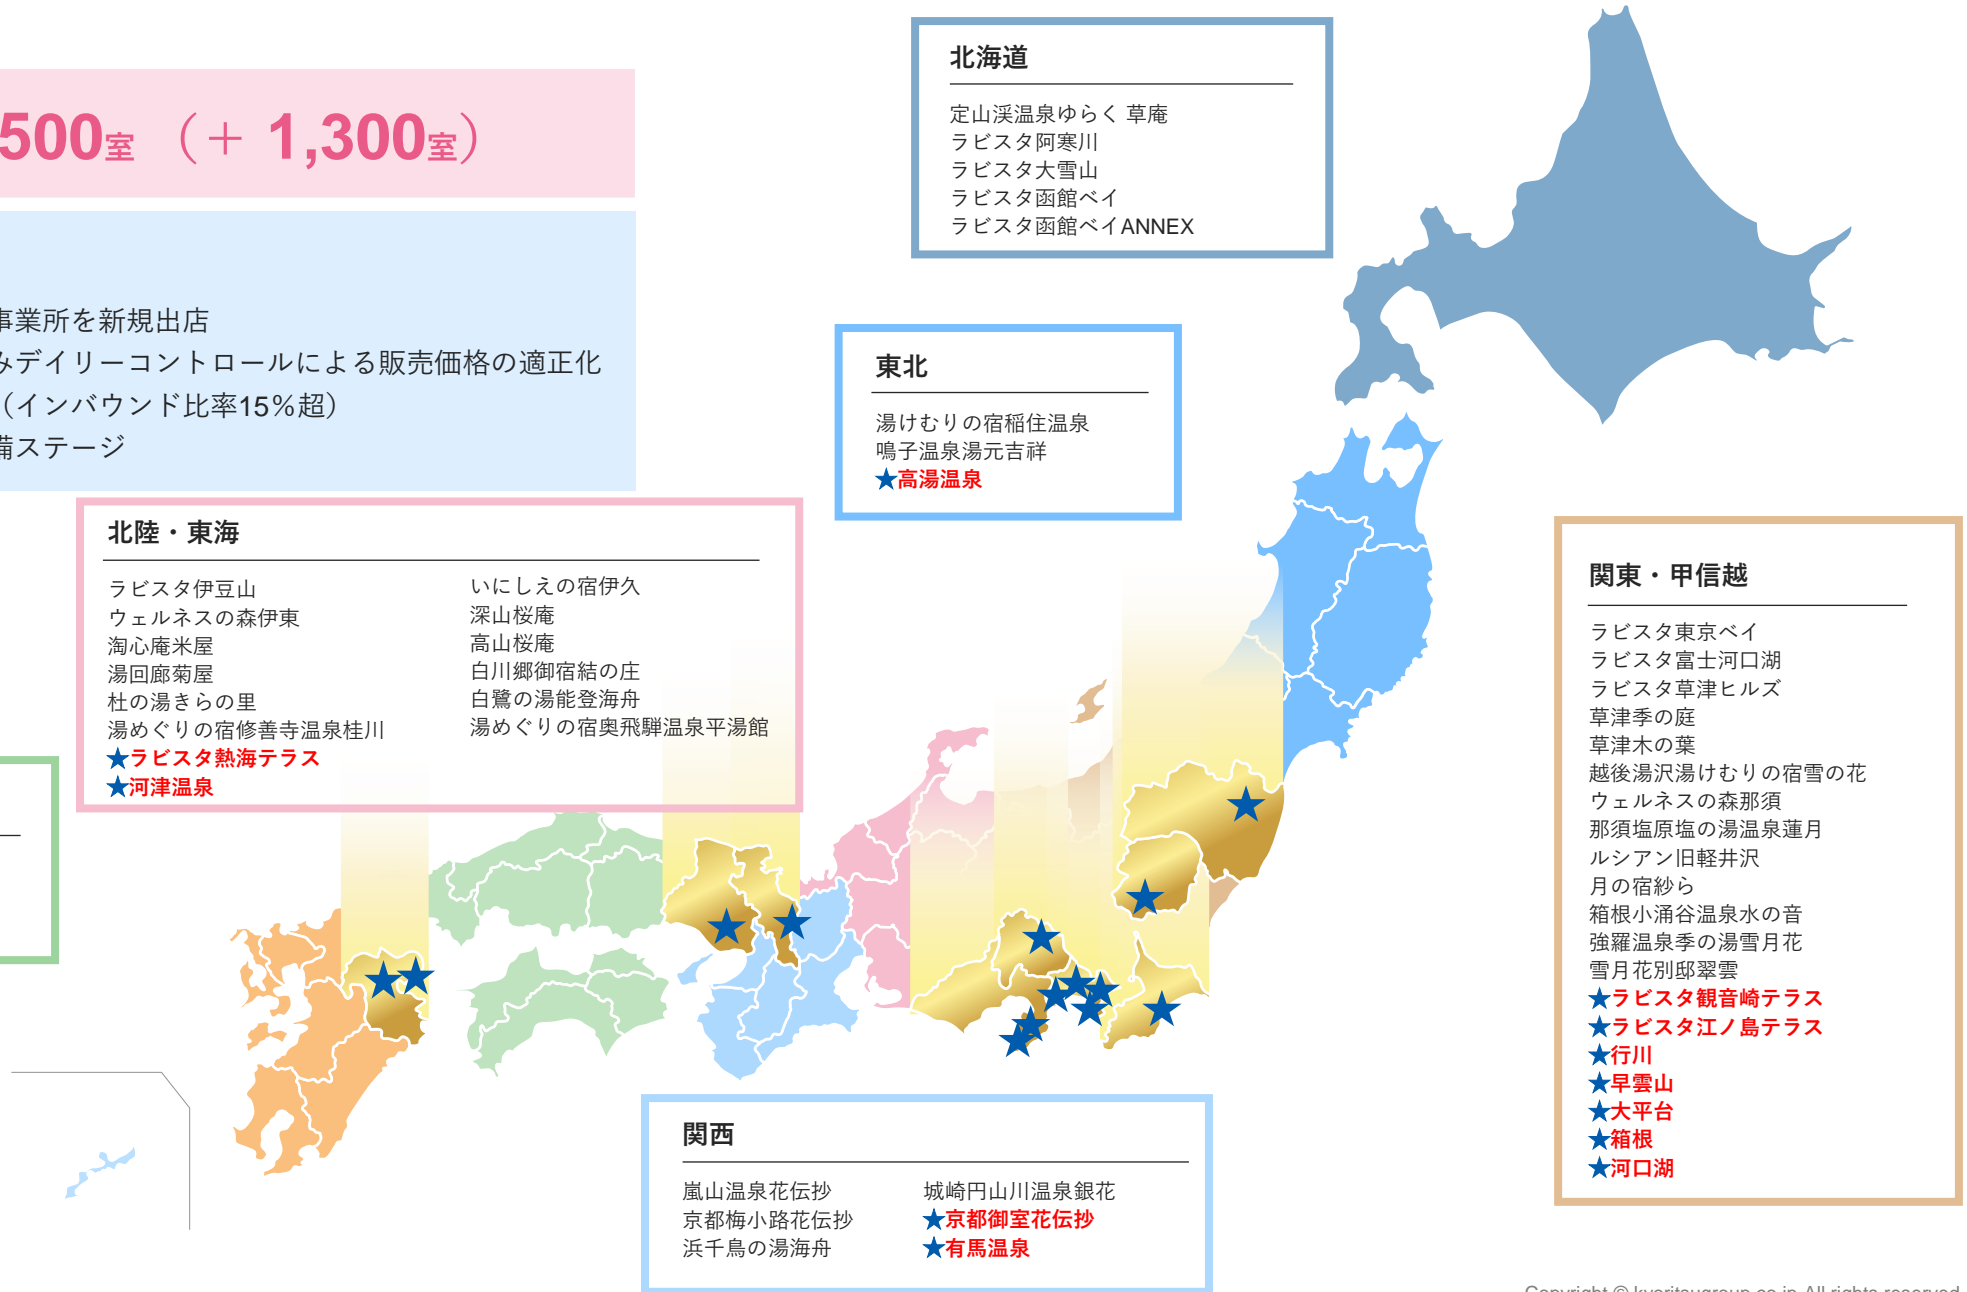 500室 （＋ 1,300室）
事業所を新規出店
みデイリーコントロールによる販売価格の適正化
（インバウンド比率15％超）
備ステージ
北海道
定山渓温泉ゆらく 草庵
ラビスタ阿寒川
ラビスタ大雪山
ラビスタ函館ベイ
ラビスタ函館ベイANNEX
東北
湯けむりの宿稲住温泉
鳴子温泉湯元吉祥
★高湯温泉
北陸・東海
ラビスタ伊豆山
ウェルネスの森伊東
淘心庵米屋
湯回廊菊屋
杜の湯きらの里
湯めぐりの宿修善寺温泉桂川
★ラビスタ熱海テラス
★河津温泉
いにしえの宿伊久
深山桜庵
高山桜庵
白川郷御宿結の庄
白鷺の湯能登海舟
湯めぐりの宿奥飛騨温泉平湯館
関東・甲信越
ラビスタ東京ベイ
ラビスタ富士河口湖
ラビスタ草津ヒルズ
草津季の庭
草津木の葉
越後湯沢湯けむりの宿雪の花
ウェルネスの森那須
那須塩原塩の湯温泉蓮月
ルシアン旧軽井沢
月の宿紗ら
箱根小涌谷温泉水の音
強羅温泉季の湯雪月花
雪月花別邸翠雲
★ラビスタ観音崎テラス
★ラビスタ江ノ島テラス
★行川
★早雲山
★大平台
★箱根
★河口湖
関西
嵐山温泉花伝抄
京都梅小路花伝抄
浜千鳥の湯海舟
城崎円山川温泉銀花
★京都御室花伝抄
★有馬温泉
Copyright © kyoritsugroup.co.jp All rights reserved